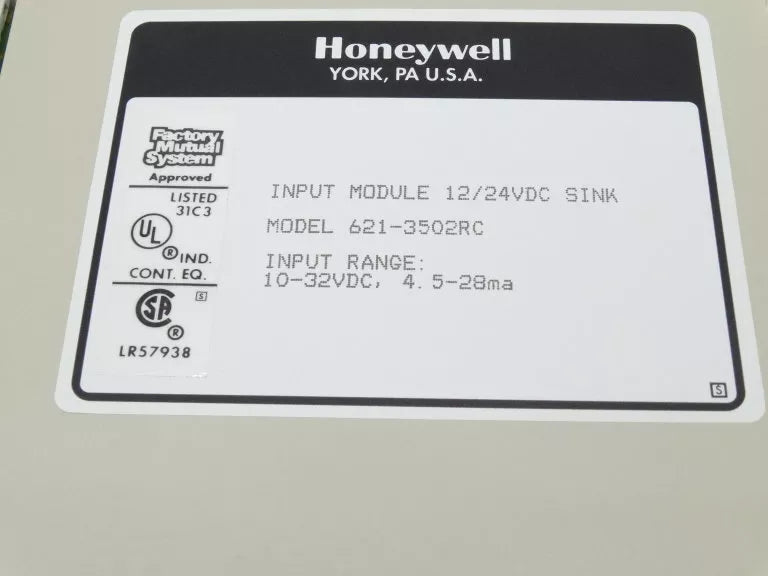 Honeywell
YORK, PA U.S.A.
Factory
Mutual
System
Approved
LISTED
31C3
UL
® IND.
CONT. EQ.
S
SA
®
LR57938
INPUT MODULE 12/24VDC SINK
MODEL 621-3502RC
INPUT RANGE:
10-32VDC, 4.5-28ma
S